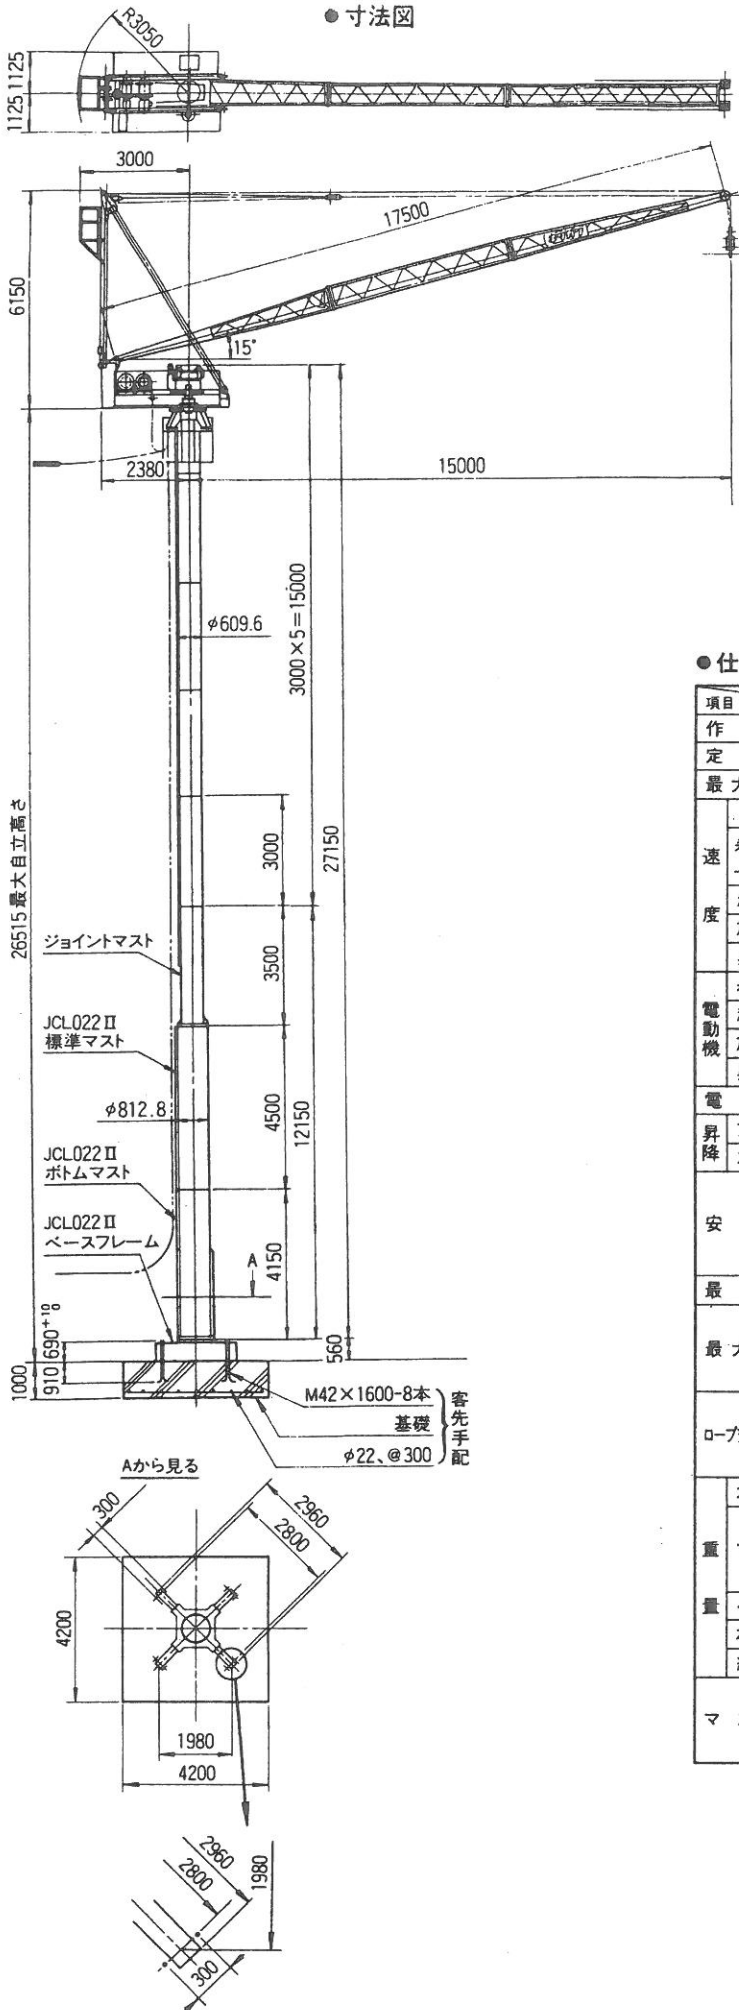 ● 寸法図
R3050
1125 1125
3000
17500
6150
15°
2380
15000
φ609.6
3000×5=15000
27150
26515 最大自立高さ
3000
ジョイントマスト
3500
JCL022Ⅱ
標準マスト
φ812.8
4500
12150
JCL022Ⅱ
ボトムマスト
JCL022Ⅱ
ベースフレーム
A
4150
690 +10 0
560
1000
910
M42×1600-8本
基礎
φ22、@300
客先手配
Aから見る
300
2960
2800
4200
1980
4200
2960
2800
1980
300
● 仕
項目
作
定
最 大
速度
電動機
電
昇降
安
最
最 大
ロープ
重量
マ